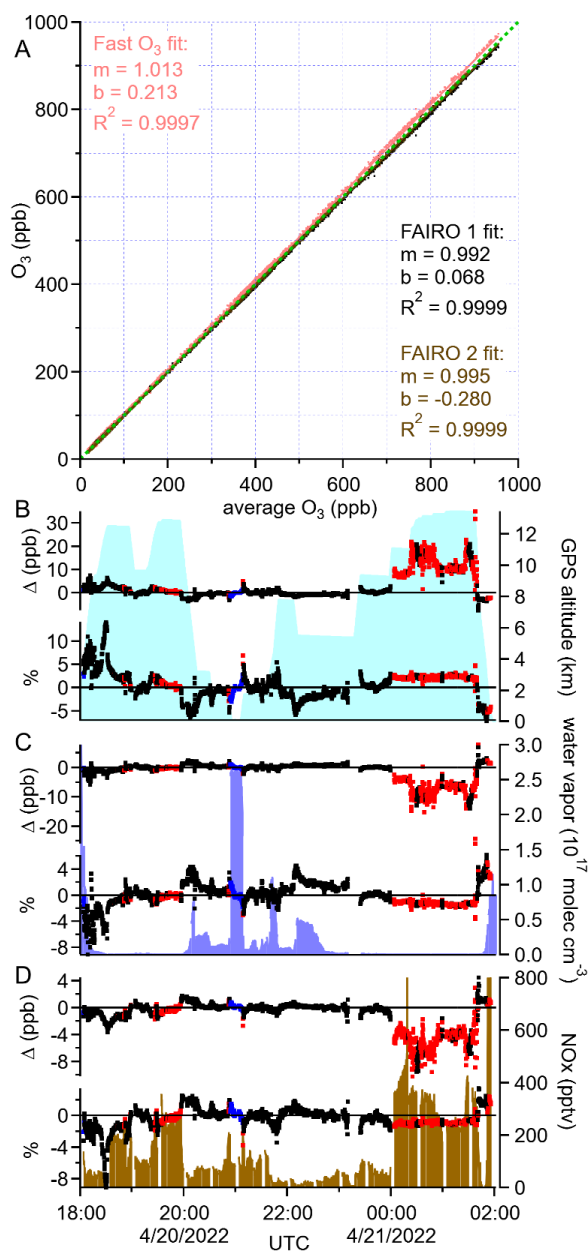 A
1000
800
600
400
200
0
O3 (ppb)
Fast O3 fit:
m = 1.013
b = 0.213
R2 = 0.9997
FAIRO 1 fit:
m = 0.992
b = 0.068
R2 = 0.9999
FAIRO 2 fit:
m = 0.995
b = -0.280
R2 = 0.9999
0 200 400 600 800 1000
average O3 (ppb)
B
30
20
10
0
Δ (ppb)
10
5
0
-5
%
12
10
8
6
4
2
0
GPS altitude (km)
C
0
-10
-20
Δ (ppb)
4
0
-4
-8
%
3.0
2.5
2.0
1.5
1.0
0.5
0.0
water vapor (10^17 molec cm^-3)
D
4
0
-4
-8
Δ (ppb)
4
0
-4
-8
%
800
600
400
200
0
NOx (pptv)
18:00 20:00 22:00 00:00 02:00
4/20/2022 4/21/2022
UTC